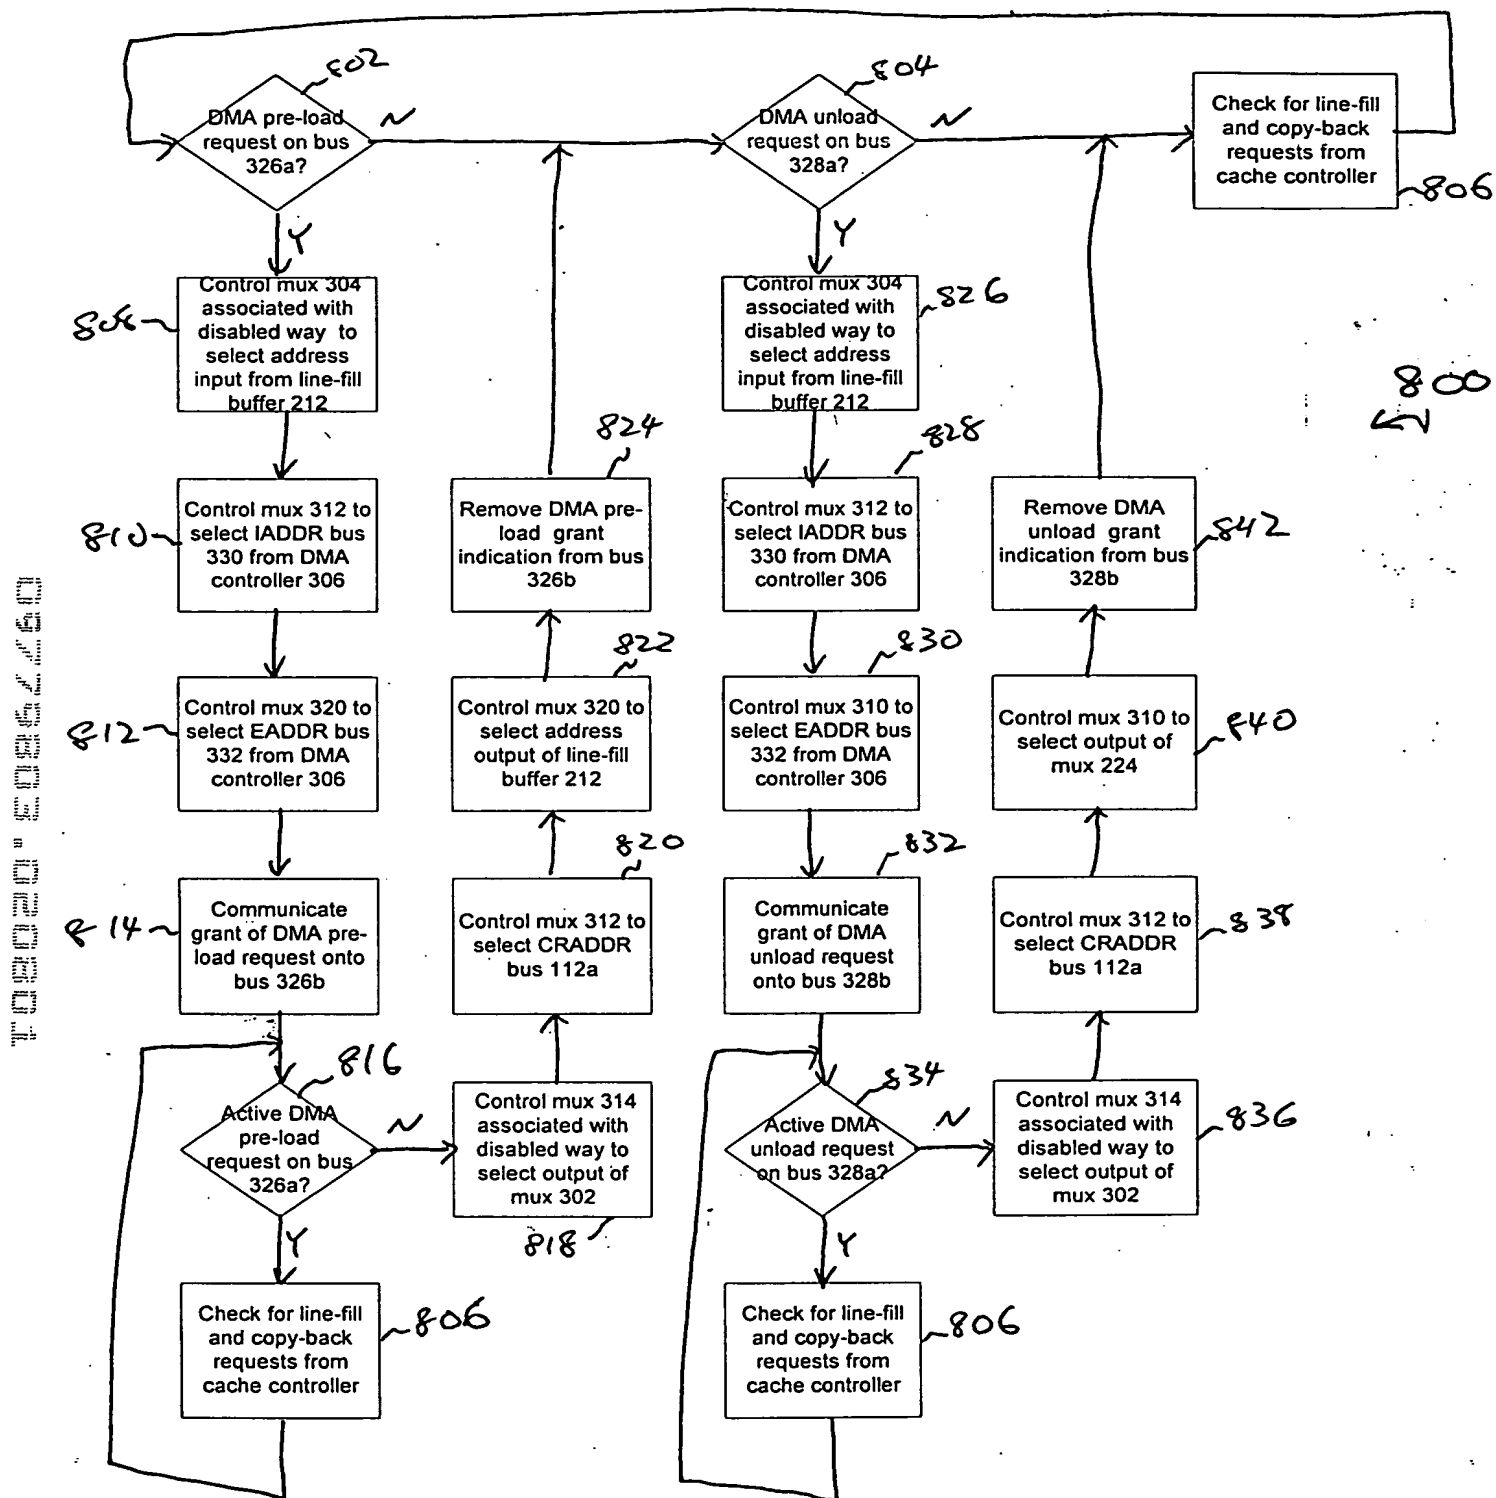 802
DMA pre-load
request on bus
326a?
N
804
DMA unload
request on bus
328a?
N
Check for line-fill
and copy-back
requests from
cache controller
806
Y
Y
Control mux 304
associated with
disabled way to
select address
input from line-fill
buffer 212
808
Control mux 304
associated with
disabled way to
select address
input from line-fill
buffer 212
826
800
824
828
Control mux 312 to
select IADDR bus
330 from DMA
controller 306
810
Remove DMA pre-
load grant
indication from bus
326b
Control mux 312 to
select IADDR bus
330 from DMA
controller 306
Remove DMA
unload grant
indication from bus
328b
842
822
830
Control mux 320 to
select EADDR bus
332 from DMA
controller 306
812
Control mux 320 to
select address
output of line-fill
buffer 212
Control mux 310 to
select EADDR bus
332 from DMA
controller 306
Control mux 310 to
select output of
mux 224
840
820
832
Communicate
grant of DMA pre-
load request onto
bus 326b
814
Control mux 312 to
select CRADDR
bus 112a
Communicate
grant of DMA
unload request
onto bus 328b
Control mux 312 to
select CRADDR
bus 112a
838
816
Active DMA
pre-load
request on bus
326a?
N
Control mux 314
associated with
disabled way to
select output of
mux 302
818
834
Active DMA
unload request
on bus 328a?
N
Control mux 314
associated with
disabled way to
select output of
mux 302
836
Y
Y
Check for line-fill
and copy-back
requests from
cache controller
806
Check for line-fill
and copy-back
requests from
cache controller
806
09779803.020801